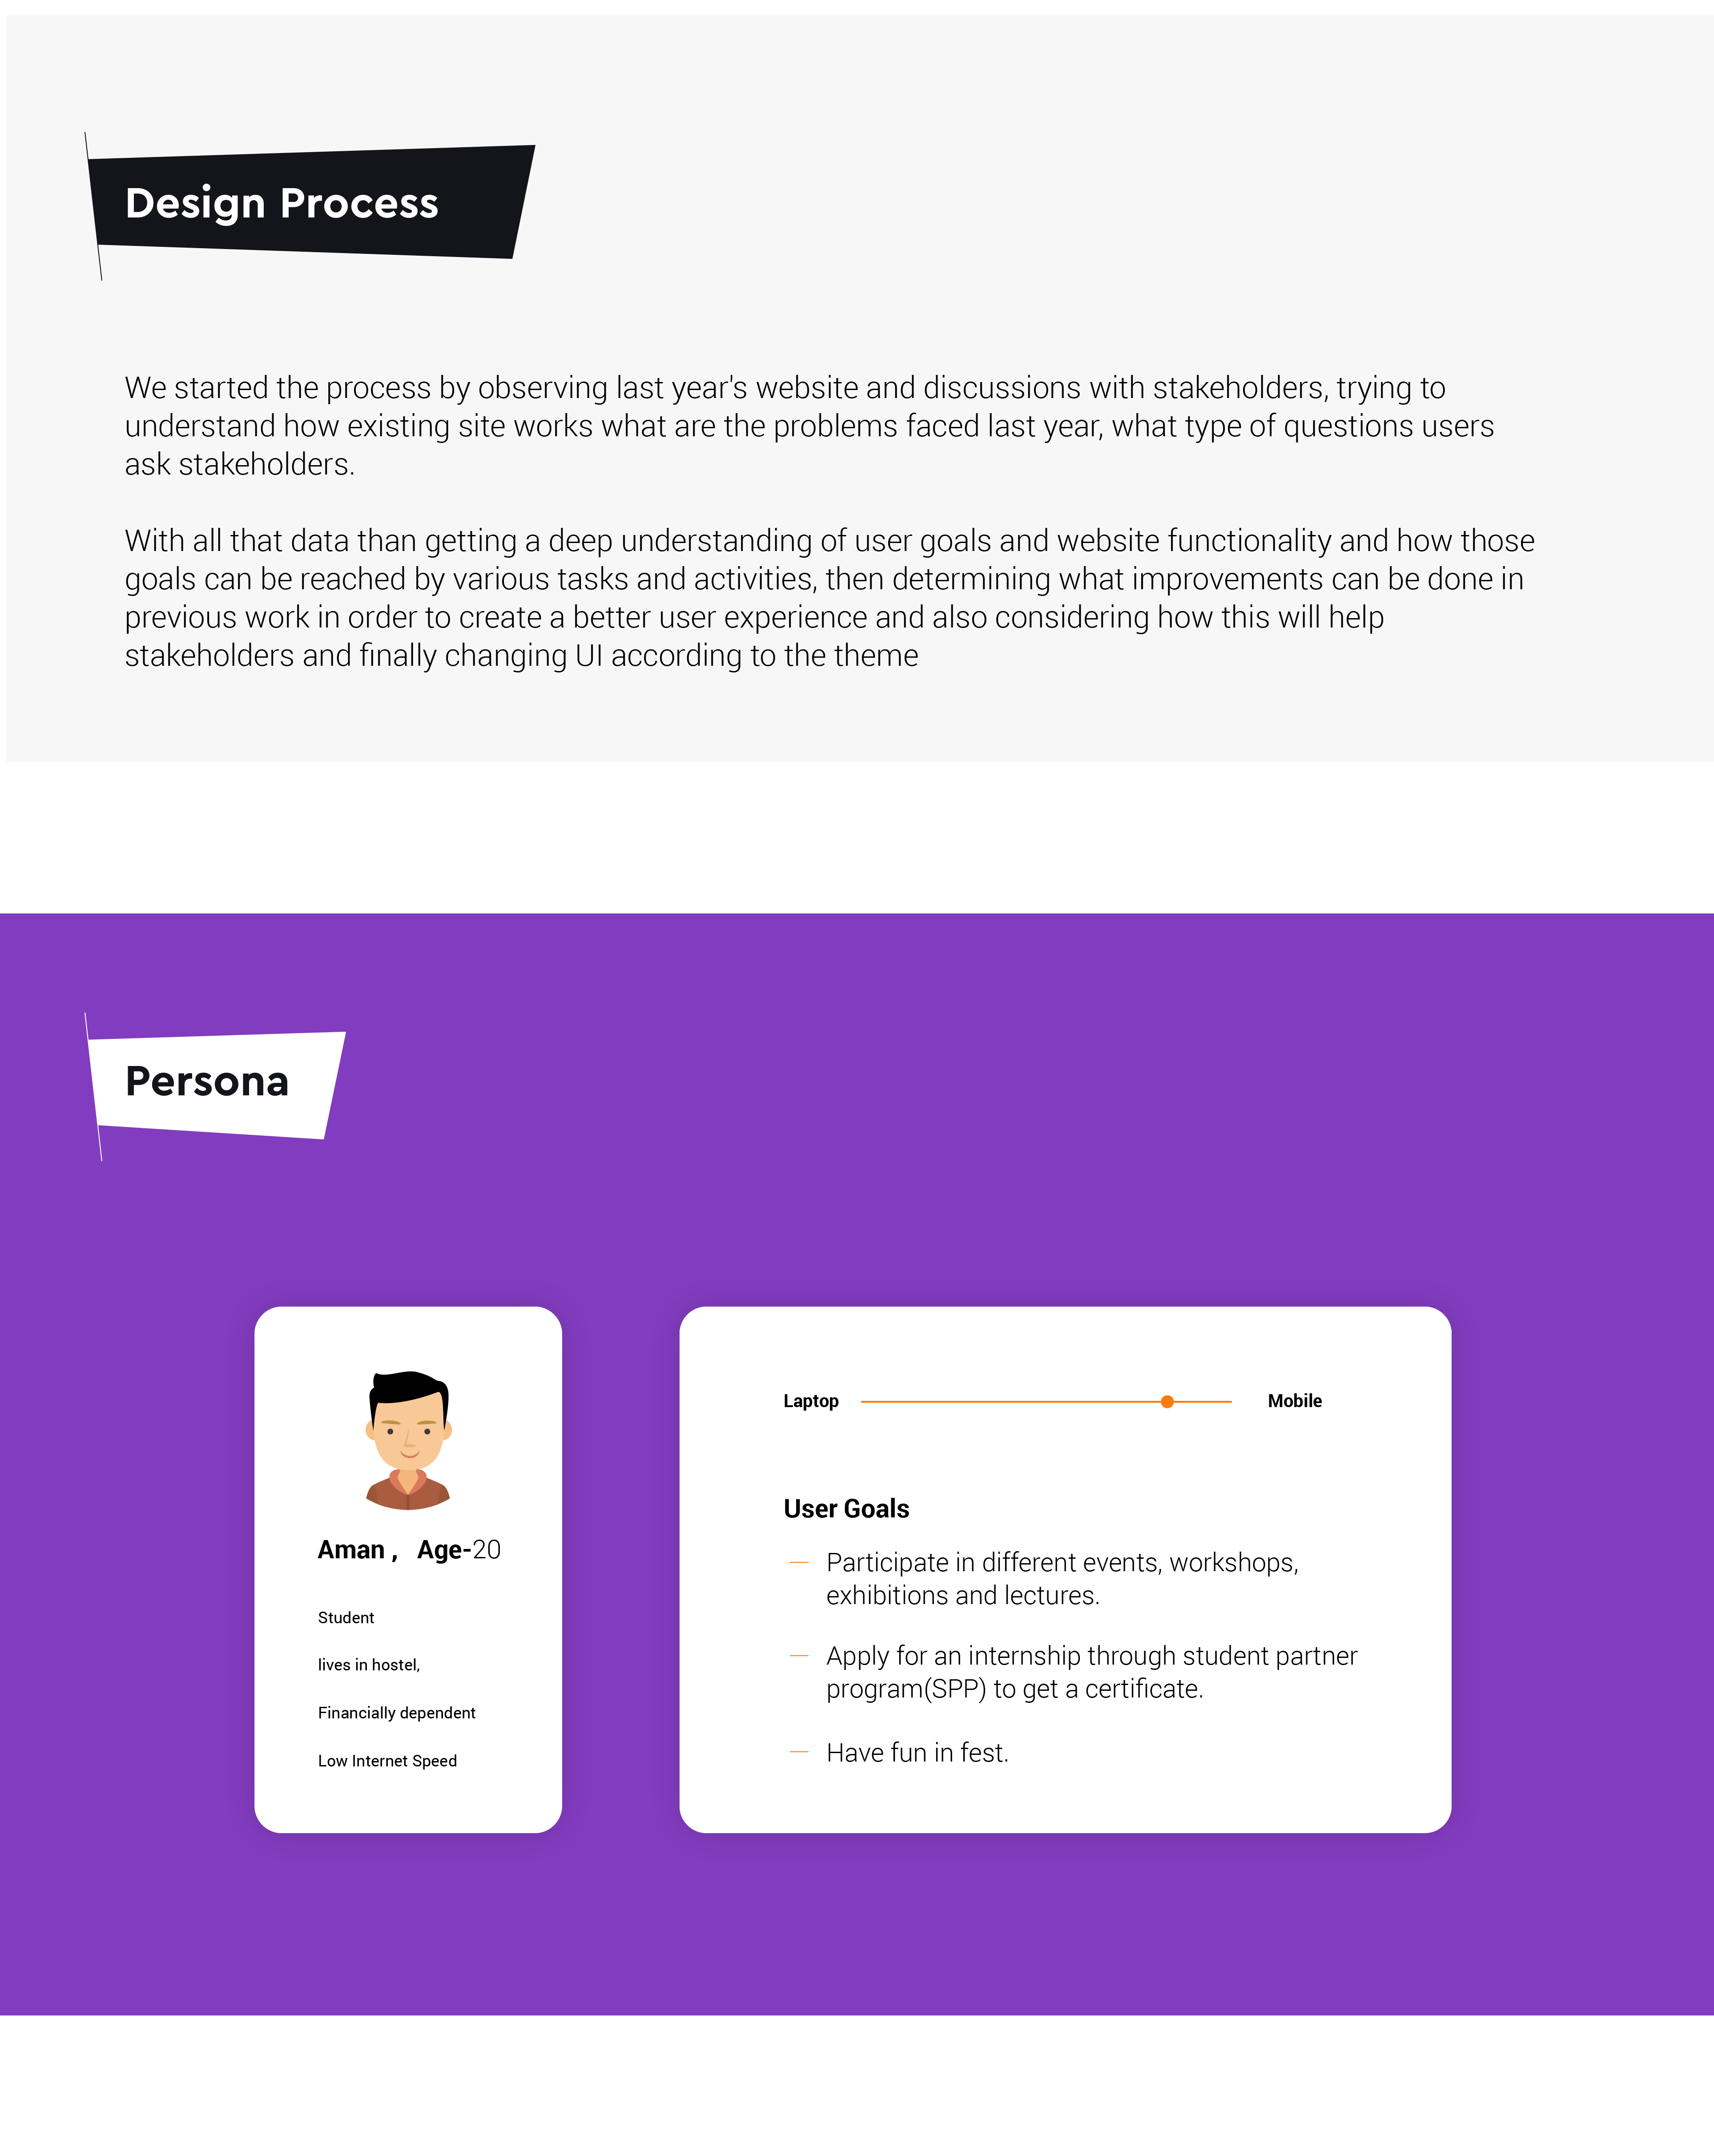 Design Process
We started the process by observing last year's website and discussions with stakeholders, trying to
understand how existing site works what are the problems faced last year, what type of questions users
ask stakeholders.
With all that data than getting a deep understanding of user goals and website functionality and how those
goals can be reached by various tasks and activities, then determining what improvements can be done in
previous work in order to create a better user experience and also considering how this will help
stakeholders and finally changing UI according to the theme
Persona
Aman , Age-20
Student
lives in hostel,
Financially dependent
Low Internet Speed
Laptop
Mobile
User Goals
Participate in different events, workshops,
exhibitions and lectures.
Apply for an internship through student partner
program(SPP) to get a certificate.
Have fun in fest.